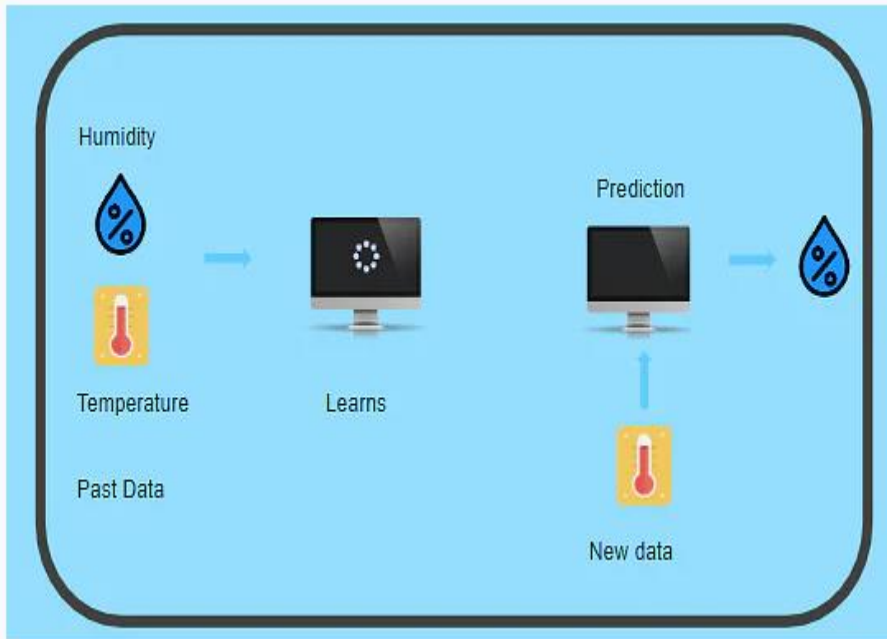 Humidity
%
%
Temperature
Learns
Past Data
Prediction
New data